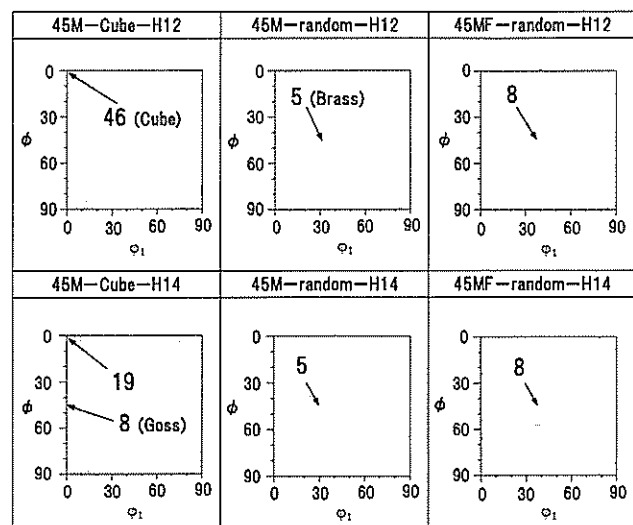 45M-Cube-H12 45M-random-H12 45MF-random-H12
0 0 0
46 (Cube) 5 (Brass) 8
30 30 30
ϕ ϕ ϕ
60 60 60
90 90 90
0 30 60 90 0 30 60 90 0 30 60 90
φ1 φ1 φ1
45M-Cube-H14 45M-random-H14 45MF-random-H14
0 0 0
19 5 8
30 30 30
ϕ ϕ ϕ
8 (Goss)
60 60 60
90 90 90
0 30 60 90 0 30 60 90 0 30 60 90
φ1 φ1 φ1